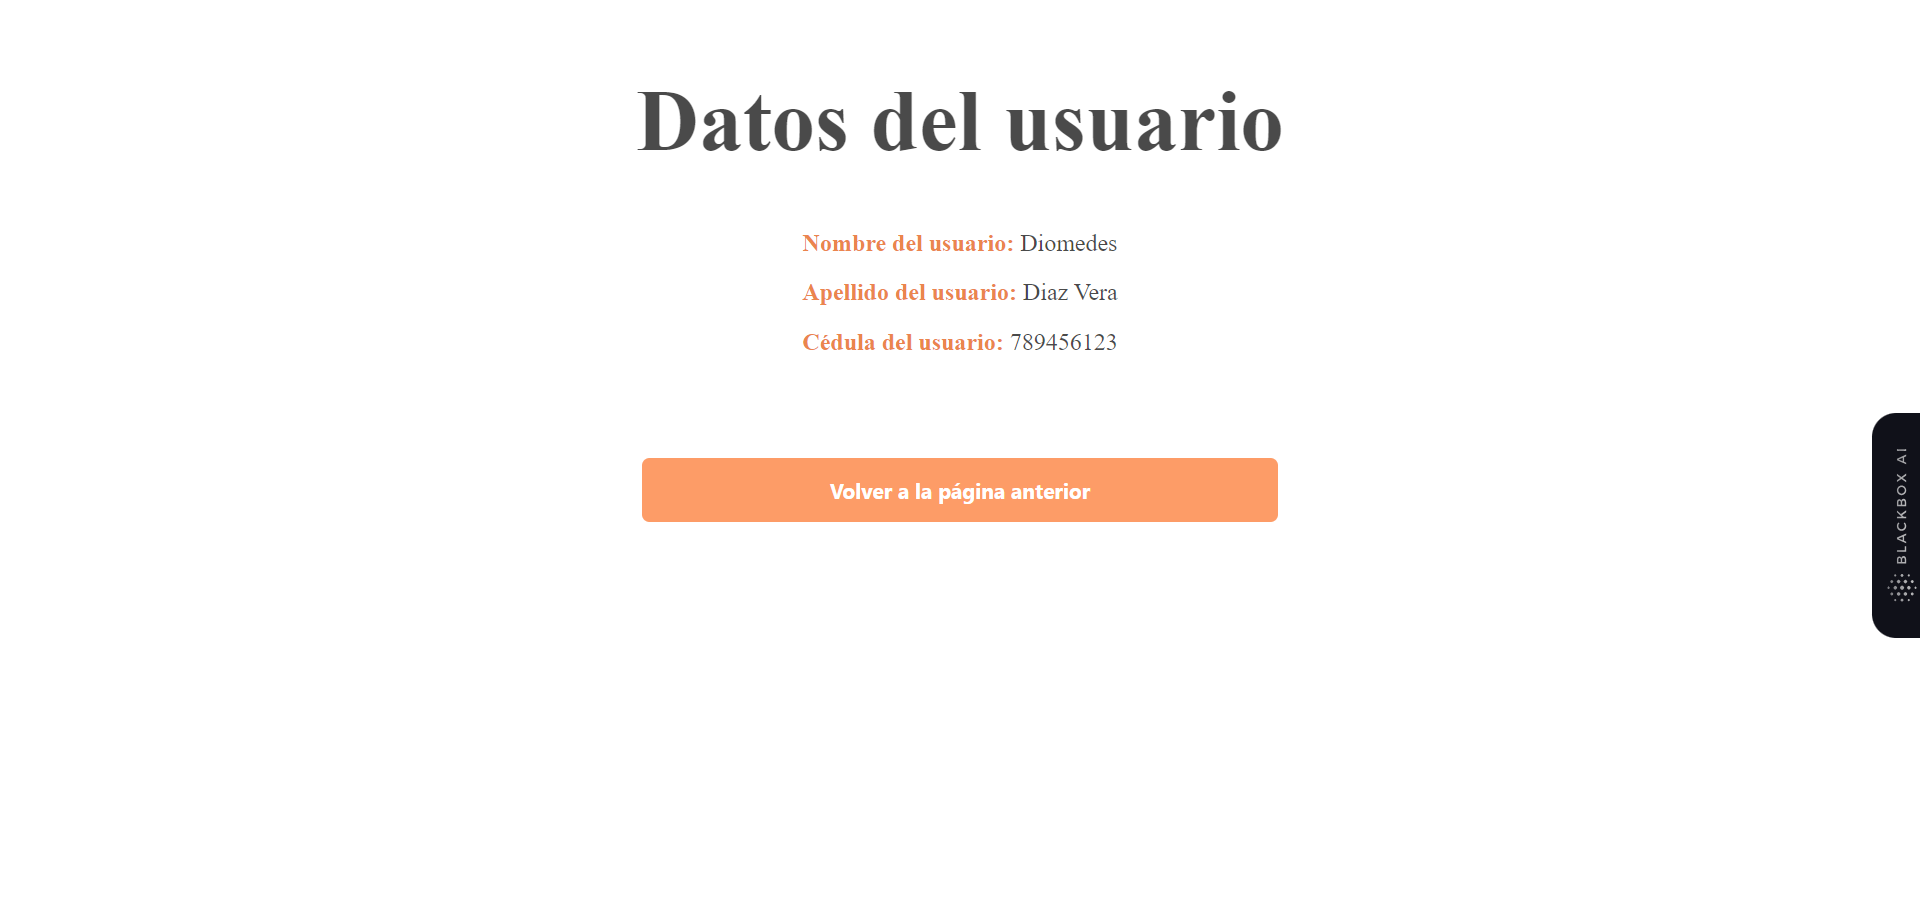 Datos del usuario
Nombre del usuario: Diomedes
Apellido del usuario: Diaz Vera
Cédula del usuario: 789456123
Volver a la página anterior
BLACKBOX AI